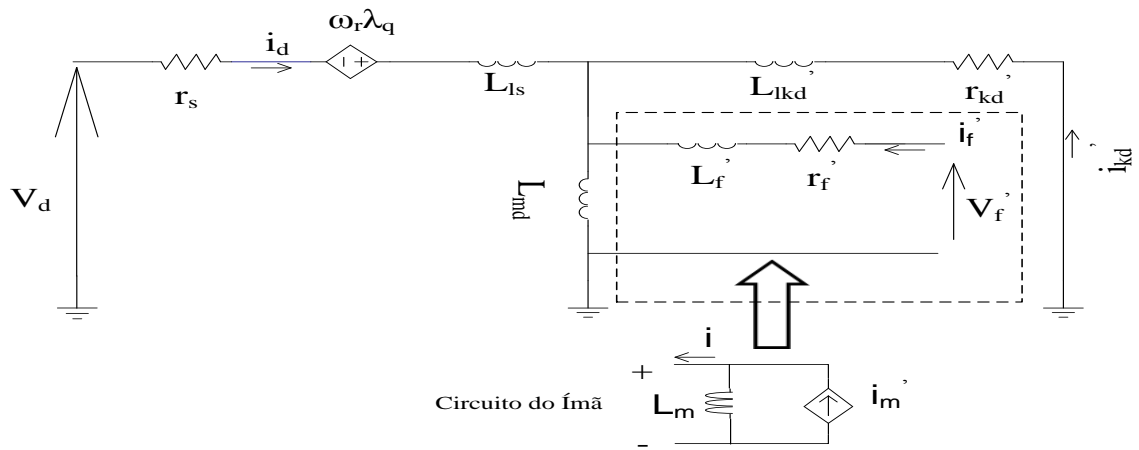 ωrλq
id
rs
Lls
Llkd'
rkd'
if'
ikd'
Lf'
rf'
Lmd
Vd
Vf'
i
+
Circuito do Ímã
Lm
im'
-